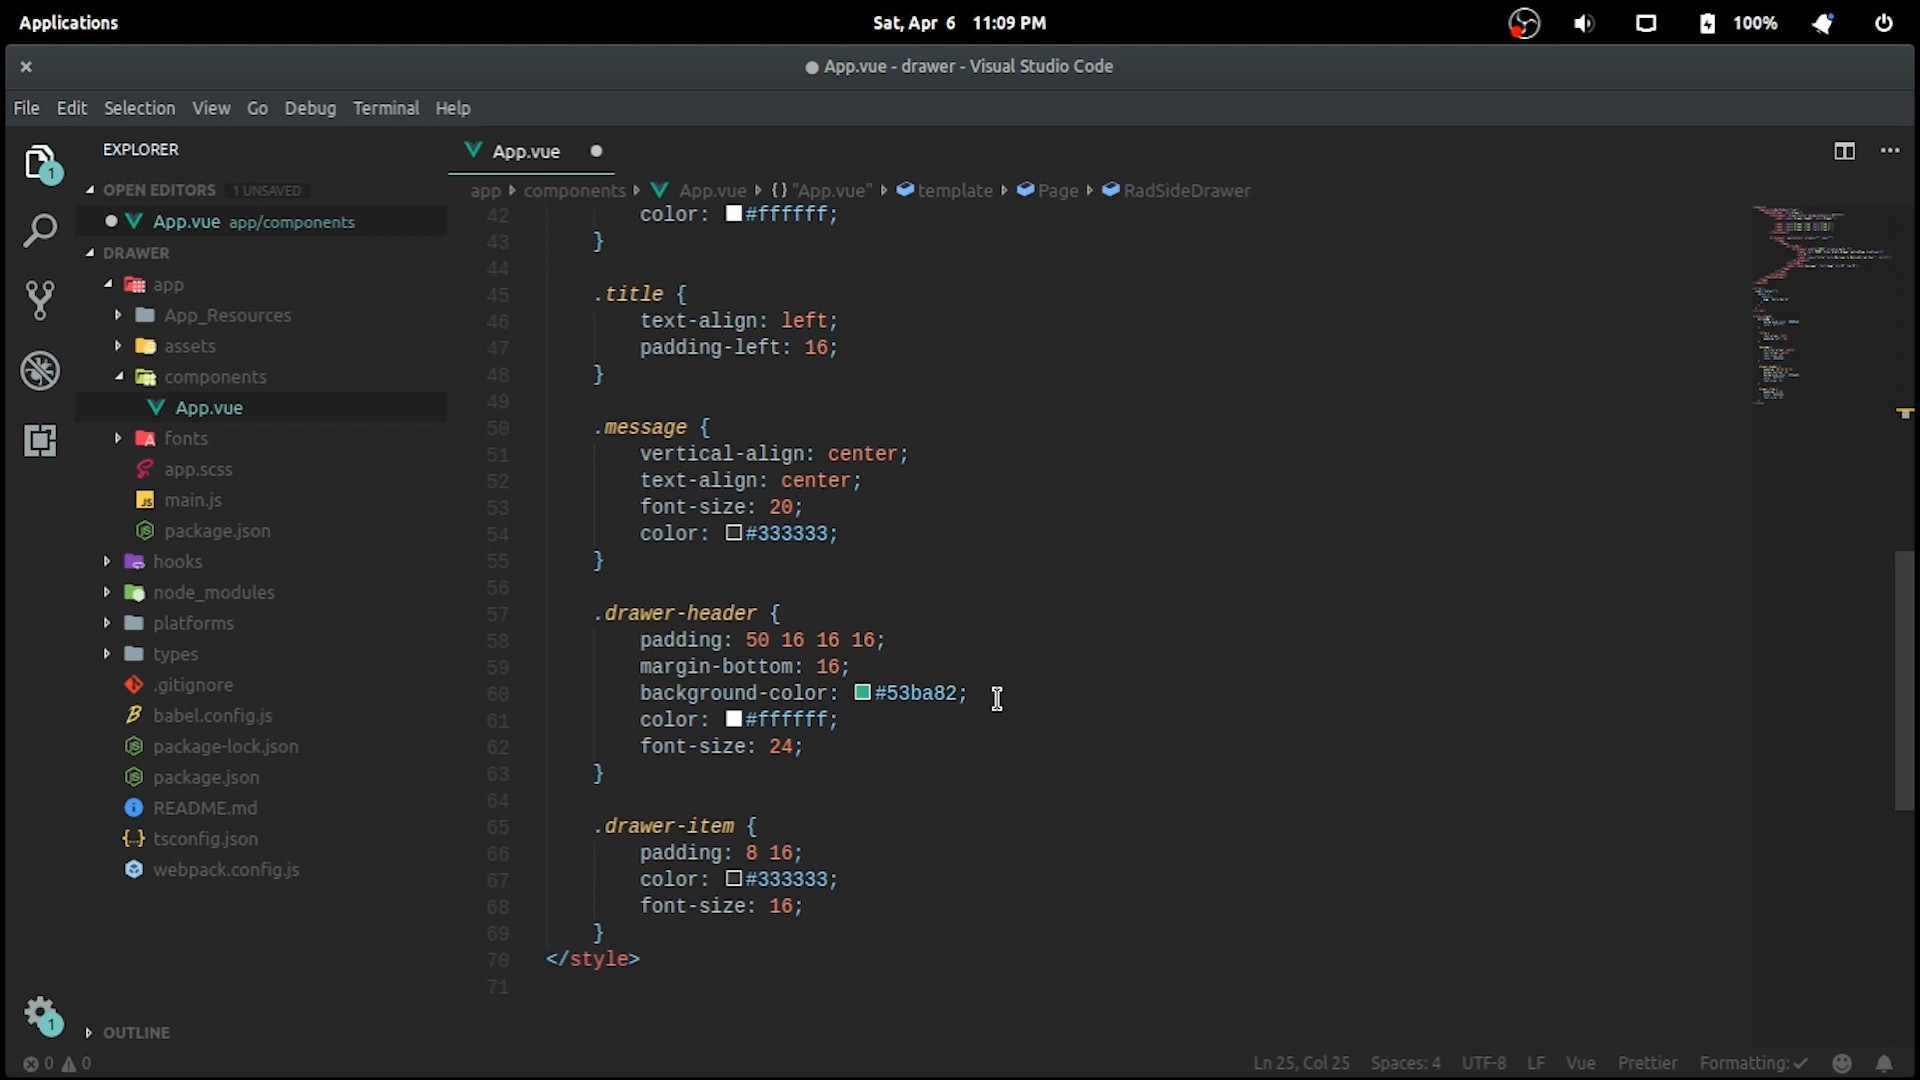 Applications
Sat, Apr 6 11:09 PM
100%
● App.vue - drawer - Visual Studio Code
File Edit Selection View Go Debug Terminal Help
EXPLORER
OPEN EDITORS 1 UNSAVED
App.vue app/components
DRAWER
app
App_Resources
assets
components
App.vue
fonts
app.scss
main.js
package.json
hooks
node_modules
platforms
types
.gitignore
babel.config.js
package-lock.json
package.json
README.md
tsconfig.json
webpack.config.js
OUTLINE
1
1
App.vue
app components App.vue {} "App.vue" template Page RadSideDrawer
42 color: #ffffff;
43 }
44
45 .title {
46 text-align: left;
47 padding-left: 16;
48 }
49
50 .message {
51 vertical-align: center;
52 text-align: center;
53 font-size: 20;
54 color: #333333;
55 }
56
57 .drawer-header {
58 padding: 50 16 16 16;
59 margin-bottom: 16;
60 background-color: #53ba82;
61 color: #ffffff;
62 font-size: 24;
63 }
64
65 .drawer-item {
66 padding: 8 16;
67 color: #333333;
68 font-size: 16;
69 }
70 </style>
71
0 0
Ln 25, Col 25 Spaces: 4 UTF-8 LF Vue Prettier Formatting: ✓